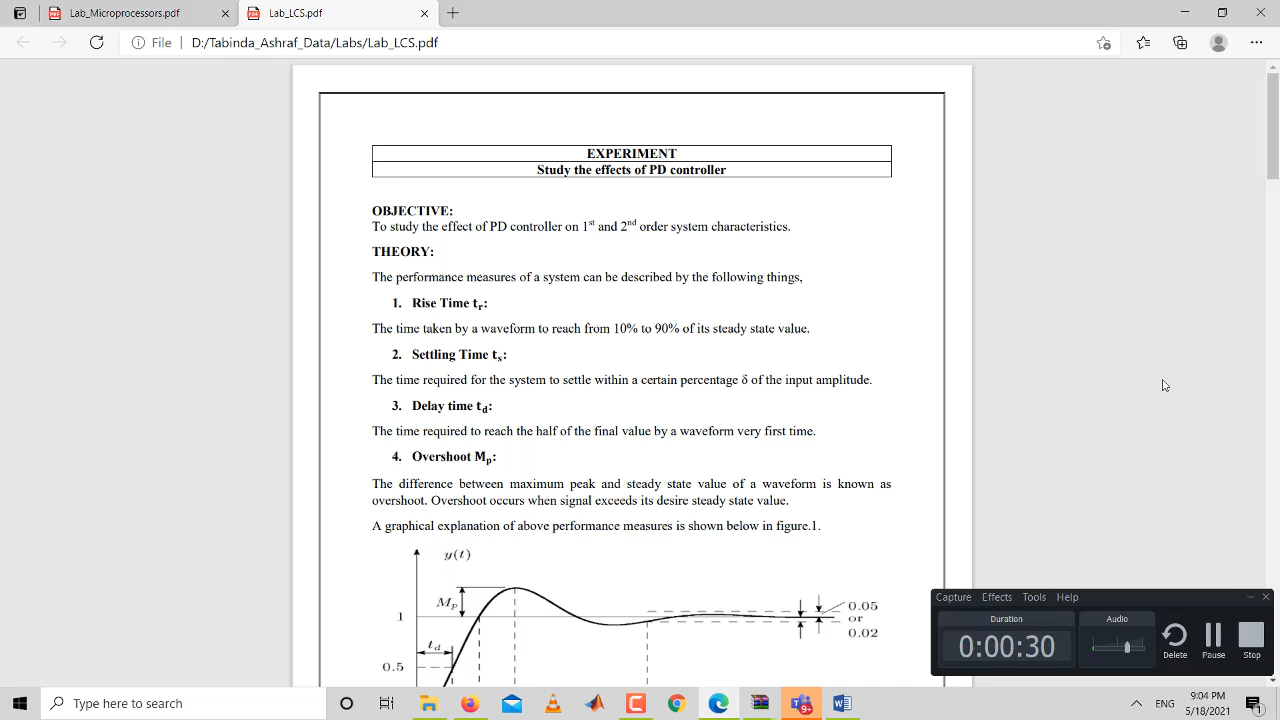 Lab_Microprocessors.pdf
Lab_LCS.pdf
File
D:/Tabinda_Ashraf_Data/Labs/Lab_LCS.pdf
EXPERIMENT
Study the effects of PD controller
OBJECTIVE:
To study the effect of PD controller on 1st and 2nd order system characteristics.
THEORY:
The performance measures of a system can be described by the following things,
1. Rise Time tr:
The time taken by a waveform to reach from 10% to 90% of its steady state value.
2. Settling Time ts:
The time required for the system to settle within a certain percentage δ of the input amplitude.
3. Delay time td:
The time required to reach the half of the final value by a waveform very first time.
4. Overshoot Mp:
The difference between maximum peak and steady state value of a waveform is known as
overshoot. Overshoot occurs when signal exceeds its desire steady state value.
A graphical explanation of above performance measures is shown below in figure.1.
y(t)
Mp
1
td
0.5
0.05
or
0.02
Capture Effects Tools Help
Duration
0:00:30
Audio
Delete
Pause
Stop
Type here to search
9+
ENG
9:04 PM
5/18/2021
1